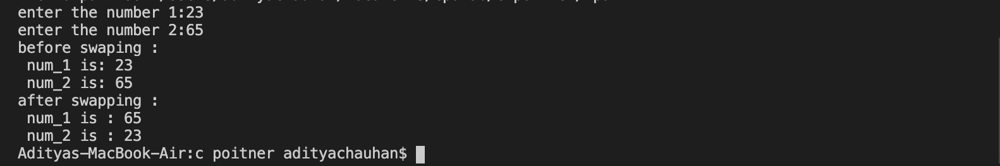 enter the number 1:23
enter the number 2:65
before swaping :
 num_1 is: 23
 num_2 is: 65
after swapping :
 num_1 is : 65
 num_2 is : 23
Adityas-MacBook-Air:c poitner adityachauhan$